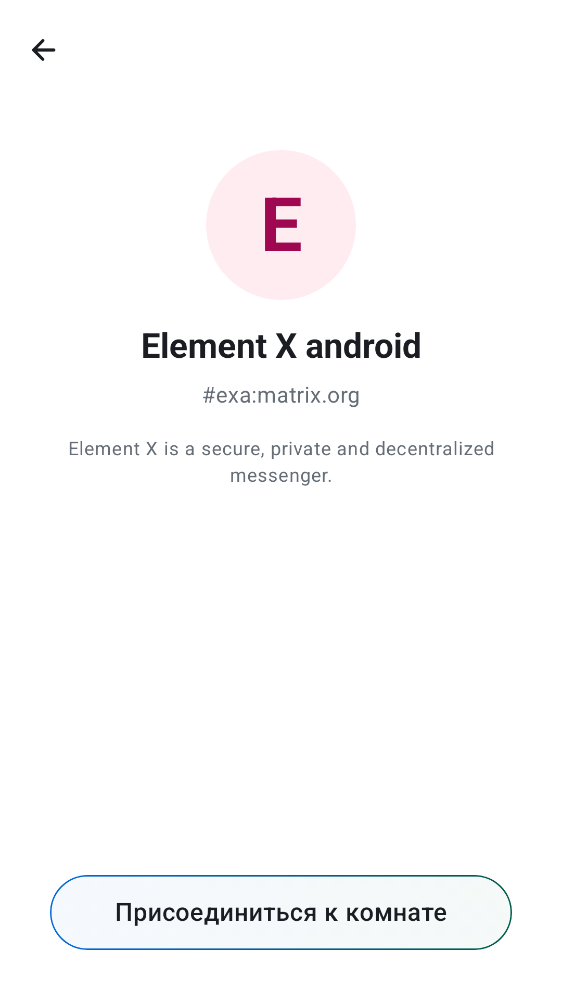 E
Element X android
#exa:matrix.org
Element X is a secure, private and decentralized
messenger.
Присоединиться к комнате